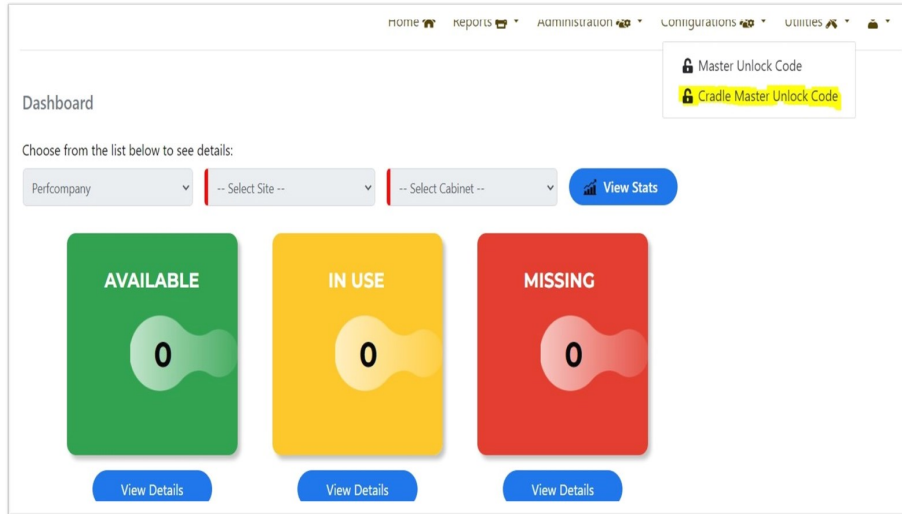 Home Reports Administration Configurations Utilities
Master Unlock Code
Cradle Master Unlock Code
Dashboard
Choose from the list below to see details:
Perfcompany -- Select Site -- -- Select Cabinet -- View Stats
AVAILABLE IN USE MISSING
0 0 0
View Details View Details View Details